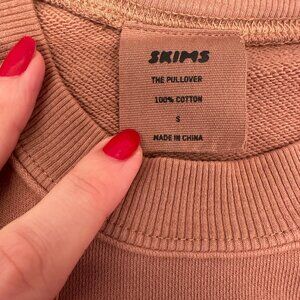 SKIMS
THE PULLOVER
100% COTTON
S
MADE IN CHINA